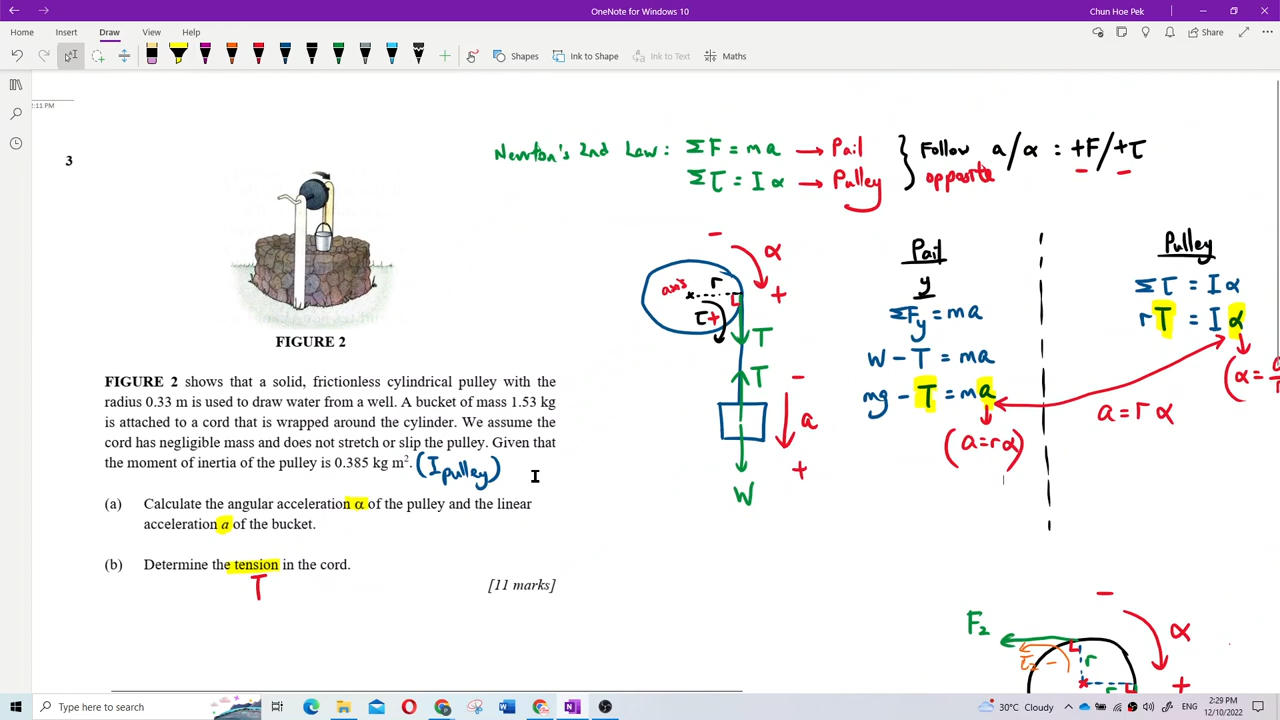 OneNote for Windows 10
Chun Hoe Pek
Home Insert Draw View Help
Share
Shapes Ink to Shape Ink to Text Maths
2:11 PM
3
FIGURE 2
FIGURE 2 shows that a solid, frictionless cylindrical pulley with the
radius 0.33 m is used to draw water from a well. A bucket of mass 1.53 kg
is attached to a cord that is wrapped around the cylinder. We assume the
cord has negligible mass and does not stretch or slip the pulley. Given that
the moment of inertia of the pulley is 0.385 kg m². (I pulley)
(a) Calculate the angular acceleration α of the pulley and the linear
acceleration a of the bucket.
(b) Determine the tension in the cord.
T
[11 marks]
Newton's 2nd Law: ΣF = ma → Pail
Στ = Iα → Pulley
} Follow a/α : +F/+τ
opposite − −
− α +
axis r
τ +
T
T
−
a
+
W
Pail
y
ΣFy = ma
W − T = ma
mg − T = ma
(a = rα)
Pulley
Στ = Iα
rT = Iα
(α = a
a = rα
−
F₂
α
τ₂ −
r
+
r
Type here to search
30°C Cloudy
ENG
2:29 PM
12/10/2022